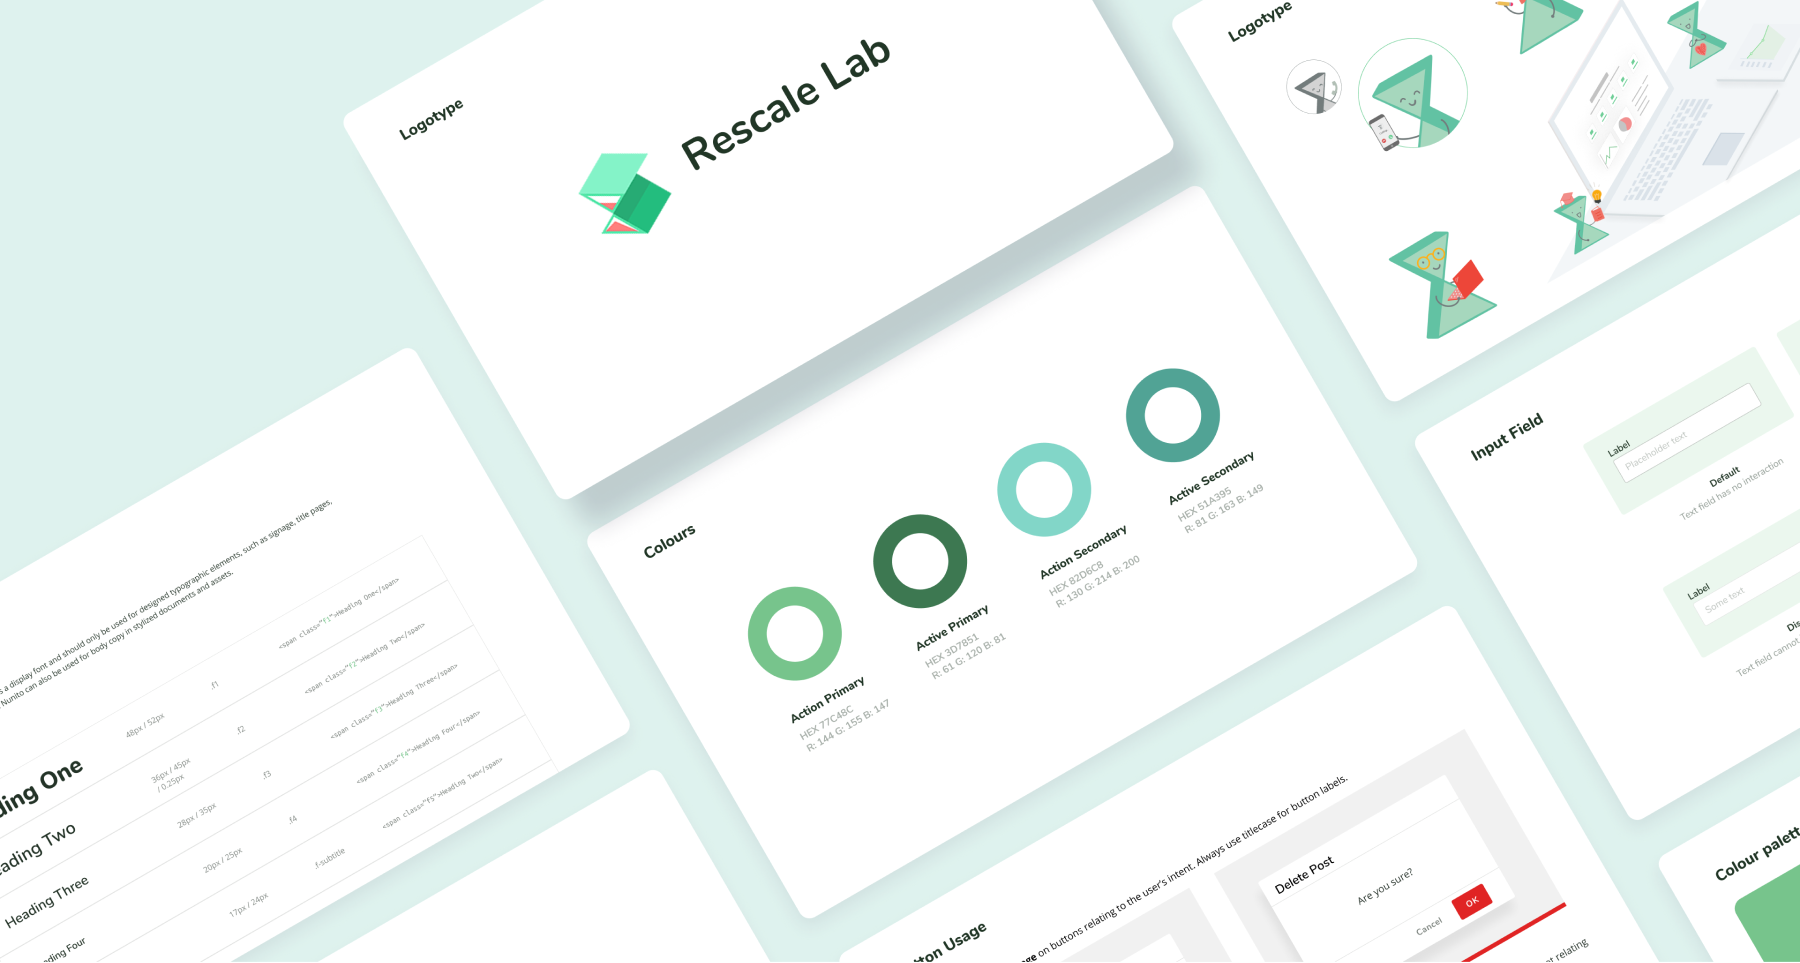 Logotype
Rescale Lab
Logotype
Colours
Action Primary
HEX 77C48C
R: 144 G: 155 B: 147
Active Primary
HEX 3D7851
R: 61 G: 120 B: 81
Action Secondary
HEX 82D6C8
R: 130 G: 214 B: 200
Active Secondary
HEX 51A395
R: 81 G: 163 B: 149
Input Field
Label
Placeholder text
Default
Text field has no interaction
Label
Some text
Text field cannot
a display font and should only be used for designed typographic elements, such as signage, title pages,
Nunito can also be used for body copy in stylized documents and assets.
One
48px / 52px
.f1
<span class="f1">Heading One</span>
Two
36px / 45px
/ 0.25px
.f2
<span class="f2">Heading Two</span>
Heading Three
28px / 35px
.f3
<span class="f3">Heading Three</span>
Four
20px / 25px
.f4
<span class="f4">Heading Four</span>
17px / 24px
.f-subtitle
<span class="f5">Heading Two</span>
Usage
on buttons relating to the user's intent. Always use titlecase for button labels.
Delete Post
Are you sure?
Cancel
OK
relating
Colour